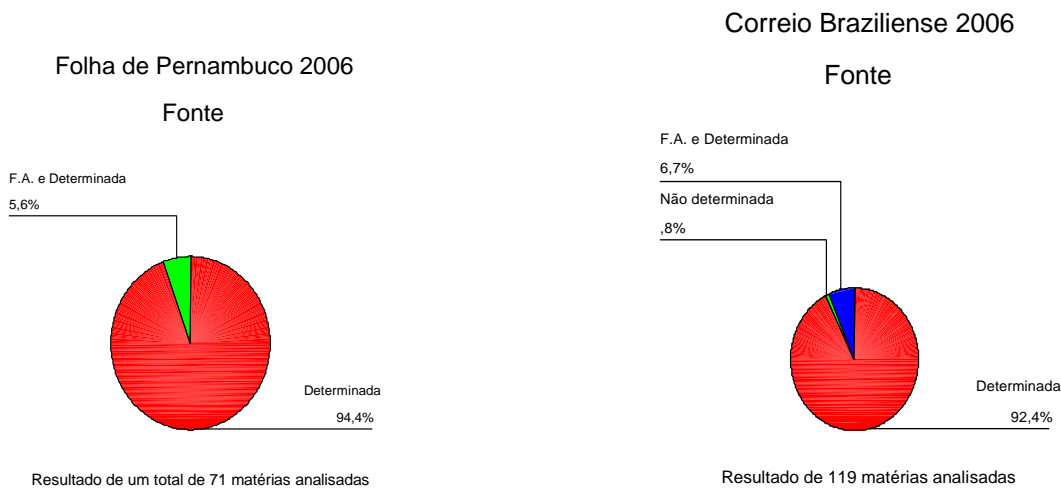 Folha de Pernambuco 2006
Fonte
F.A. e Determinada
5,6%
Determinada
94,4%
Resultado de um total de 71 matérias analisadas
Correio Braziliense 2006
Fonte
F.A. e Determinada
6,7%
Não determinada
,8%
Determinada
92,4%
Resultado de 119 matérias analisadas